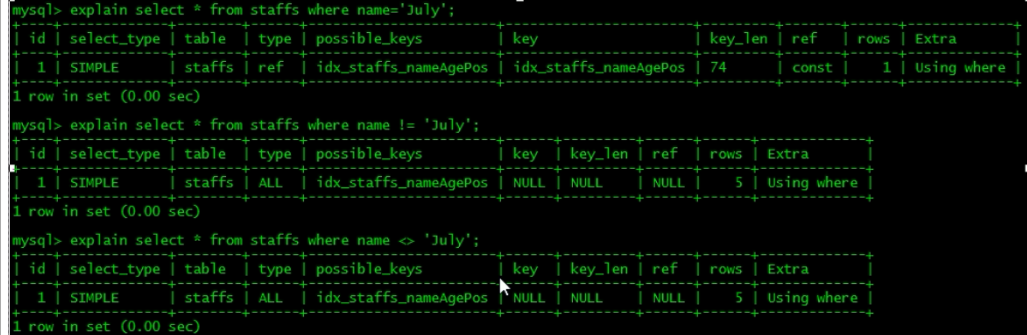 mysql> explain select * from staffs where name='July';
+----+-------------+--------+------+-----------------------+-----------------------+---------+-------+------+-------------+
| id | select_type | table | type | possible_keys | key | key_len | ref | rows | Extra |
+----+-------------+--------+------+-----------------------+-----------------------+---------+-------+------+-------------+
| 1 | SIMPLE | staffs | ref | idx_staffs_nameAgePos | idx_staffs_nameAgePos | 74 | const | 1 | Using where |
+----+-------------+--------+------+-----------------------+-----------------------+---------+-------+------+-------------+
1 row in set (0.00 sec)
mysql> explain select * from staffs where name != 'July';
+----+-------------+--------+------+-----------------------+------+---------+------+------+-------------+
| id | select_type | table | type | possible_keys | key | key_len | ref | rows | Extra |
+----+-------------+--------+------+-----------------------+------+---------+------+------+-------------+
| 1 | SIMPLE | staffs | ALL | idx_staffs_nameAgePos | NULL | NULL | NULL | 5 | Using where |
+----+-------------+--------+------+-----------------------+------+---------+------+------+-------------+
1 row in set (0.00 sec)
mysql> explain select * from staffs where name <> 'July';
+----+-------------+--------+------+-----------------------+------+---------+------+------+-------------+
| id | select_type | table | type | possible_keys | key | key_len | ref | rows | Extra |
+----+-------------+--------+------+-----------------------+------+---------+------+------+-------------+
| 1 | SIMPLE | staffs | ALL | idx_staffs_nameAgePos | NULL | NULL | NULL | 5 | Using where |
+----+-------------+--------+------+-----------------------+------+---------+------+------+-------------+
1 row in set (0.00 sec)